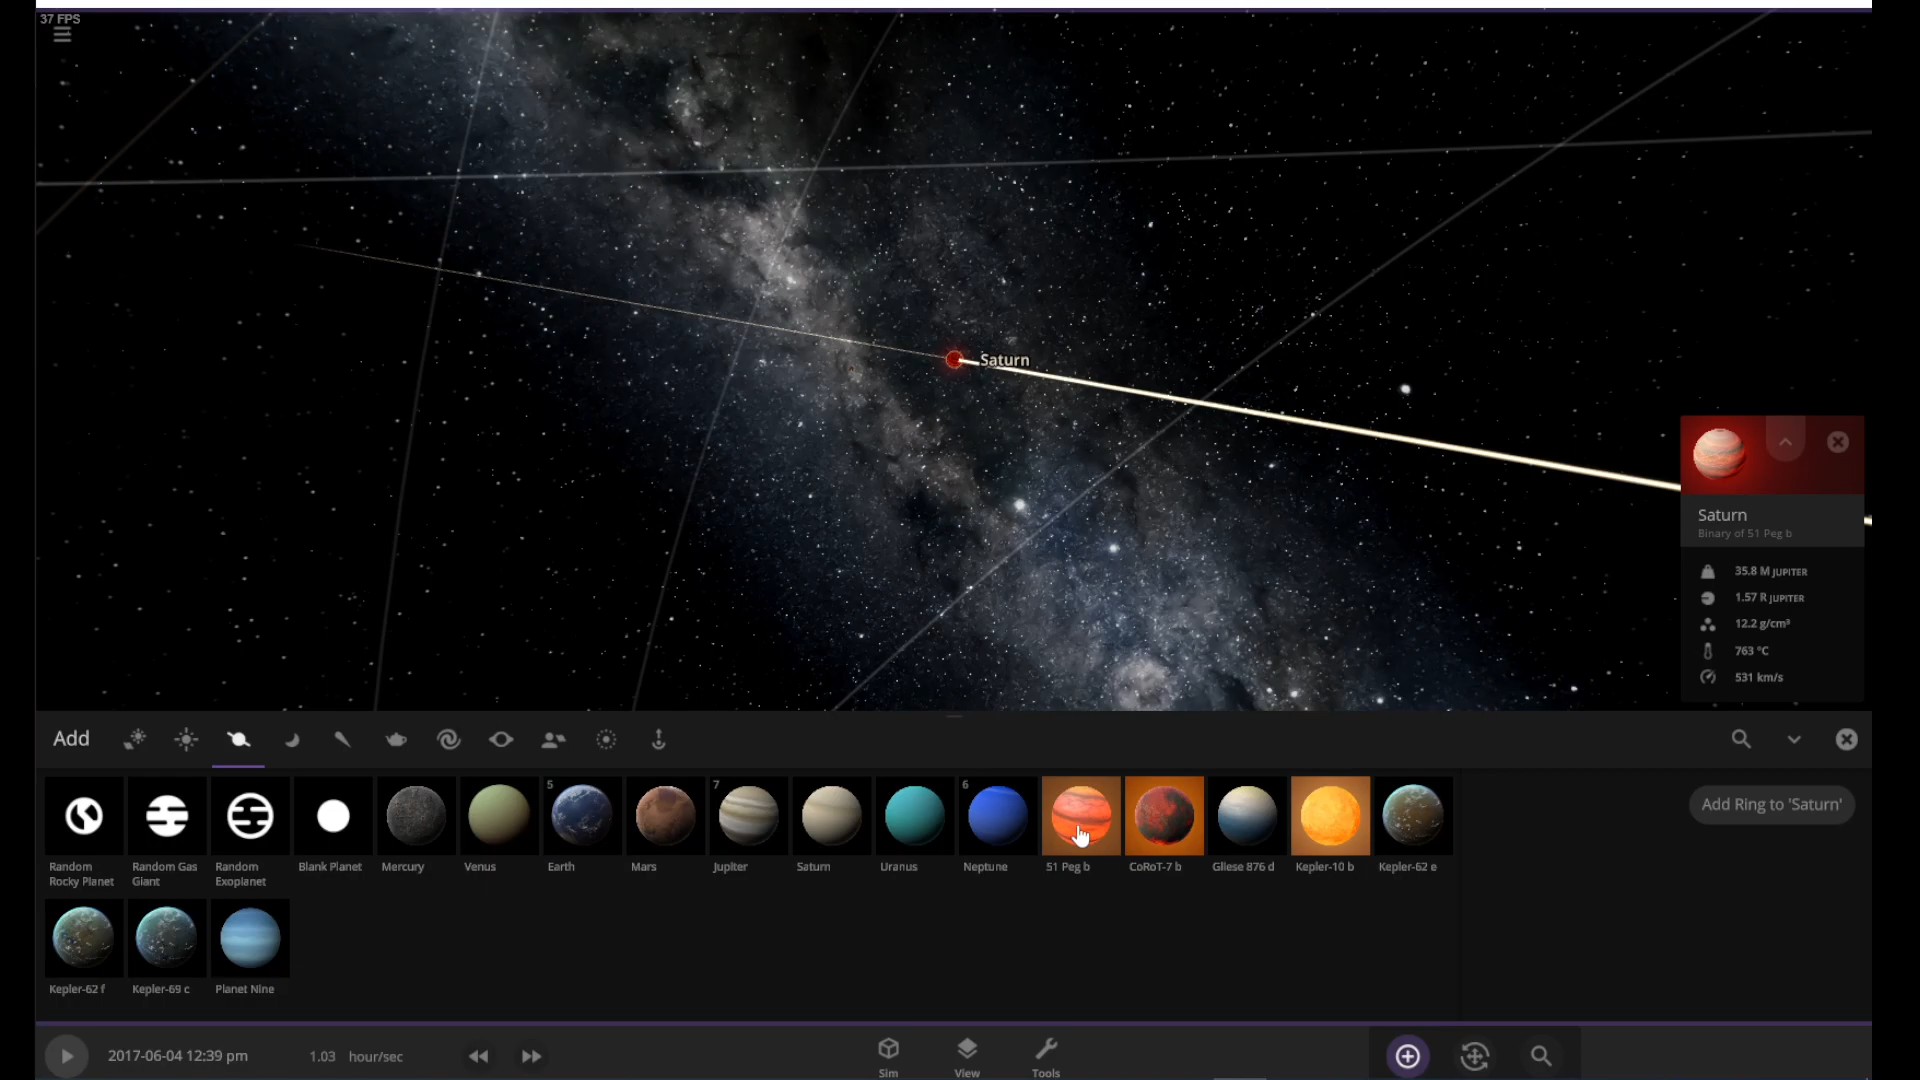 37 FPS
Saturn
Saturn
Binary of 51 Peg b
35.8 M JUPITER
1.57 R JUPITER
12.2 g/cm³
763 °C
531 km/s
Add
5
7
6
Random Rocky Planet
Random Gas Giant
Random Exoplanet
Blank Planet
Mercury
Venus
Earth
Mars
Jupiter
Saturn
Uranus
Neptune
51 Peg b
CoRoT-7 b
Gliese 876 d
Kepler-10 b
Kepler-62 e
Add Ring to 'Saturn'
Kepler-62 f
Kepler-69 c
Planet Nine
2017-06-04 12:39 pm
1.03 hour/sec
Sim
View
Tools